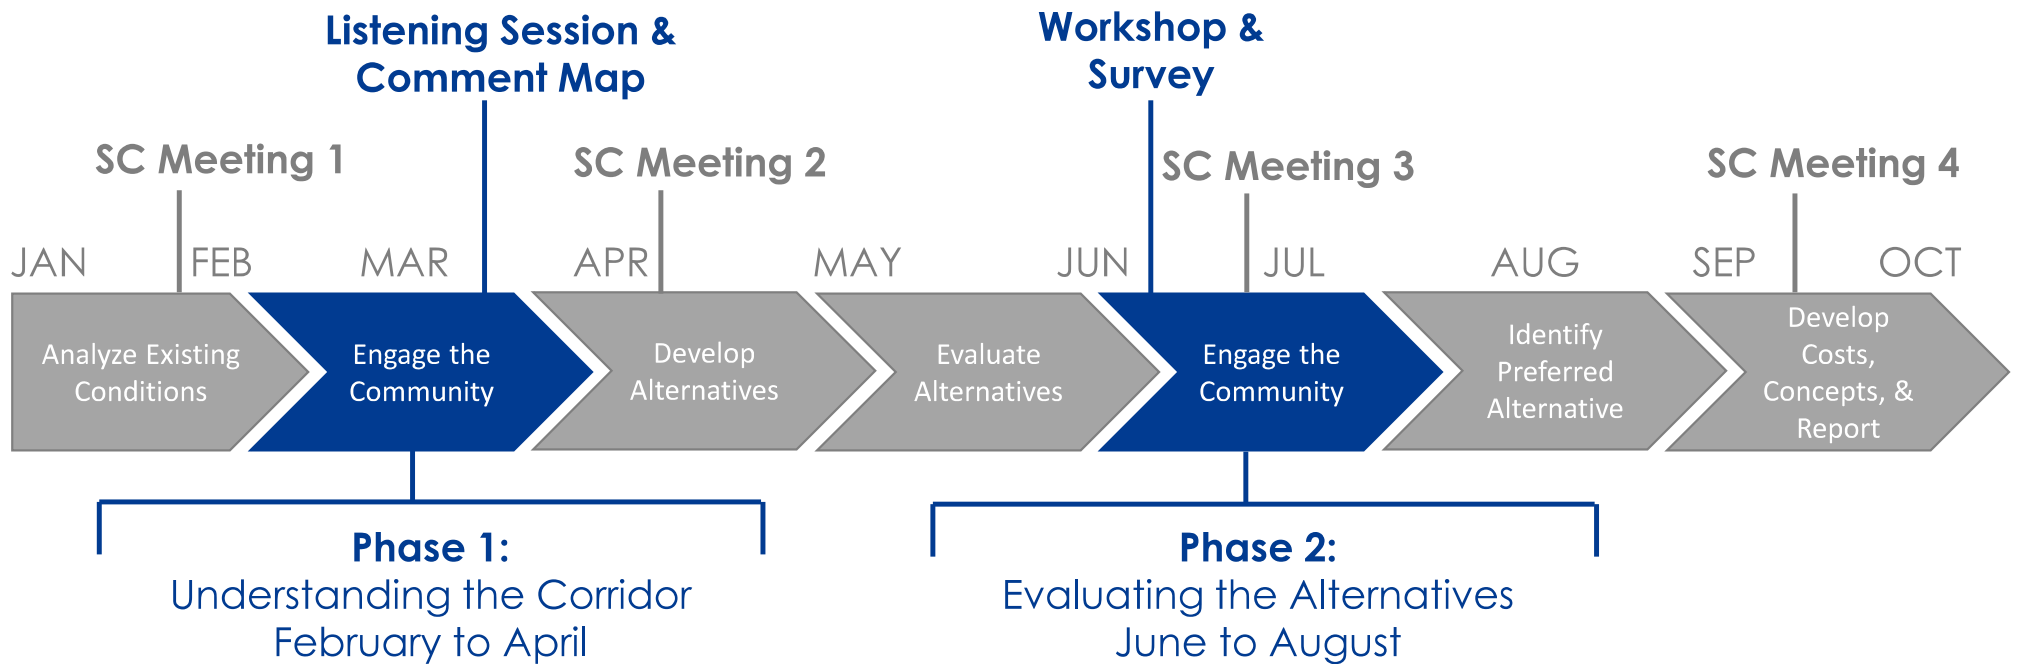 Listening Session &
Comment Map
Workshop &
Survey
SC Meeting 1
SC Meeting 2
SC Meeting 3
SC Meeting 4
JAN
FEB
MAR
APR
MAY
JUN
JUL
AUG
SEP
OCT
Analyze Existing
Conditions
Engage the
Community
Develop
Alternatives
Evaluate
Alternatives
Engage the
Community
Identify
Preferred
Alternative
Develop
Costs,
Concepts, &
Report
Phase 1:
Understanding the Corridor
February to April
Phase 2:
Evaluating the Alternatives
June to August